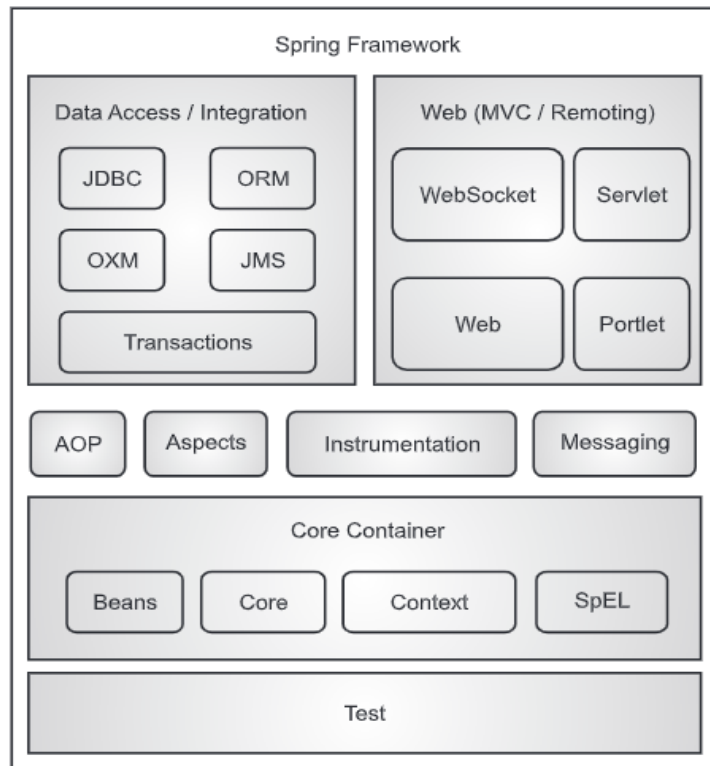 Spring Framework
Data Access / Integration
JDBC
ORM
OXM
JMS
Transactions
Web (MVC / Remoting)
WebSocket
Servlet
Web
Portlet
AOP
Aspects
Instrumentation
Messaging
Core Container
Beans
Core
Context
SpEL
Test